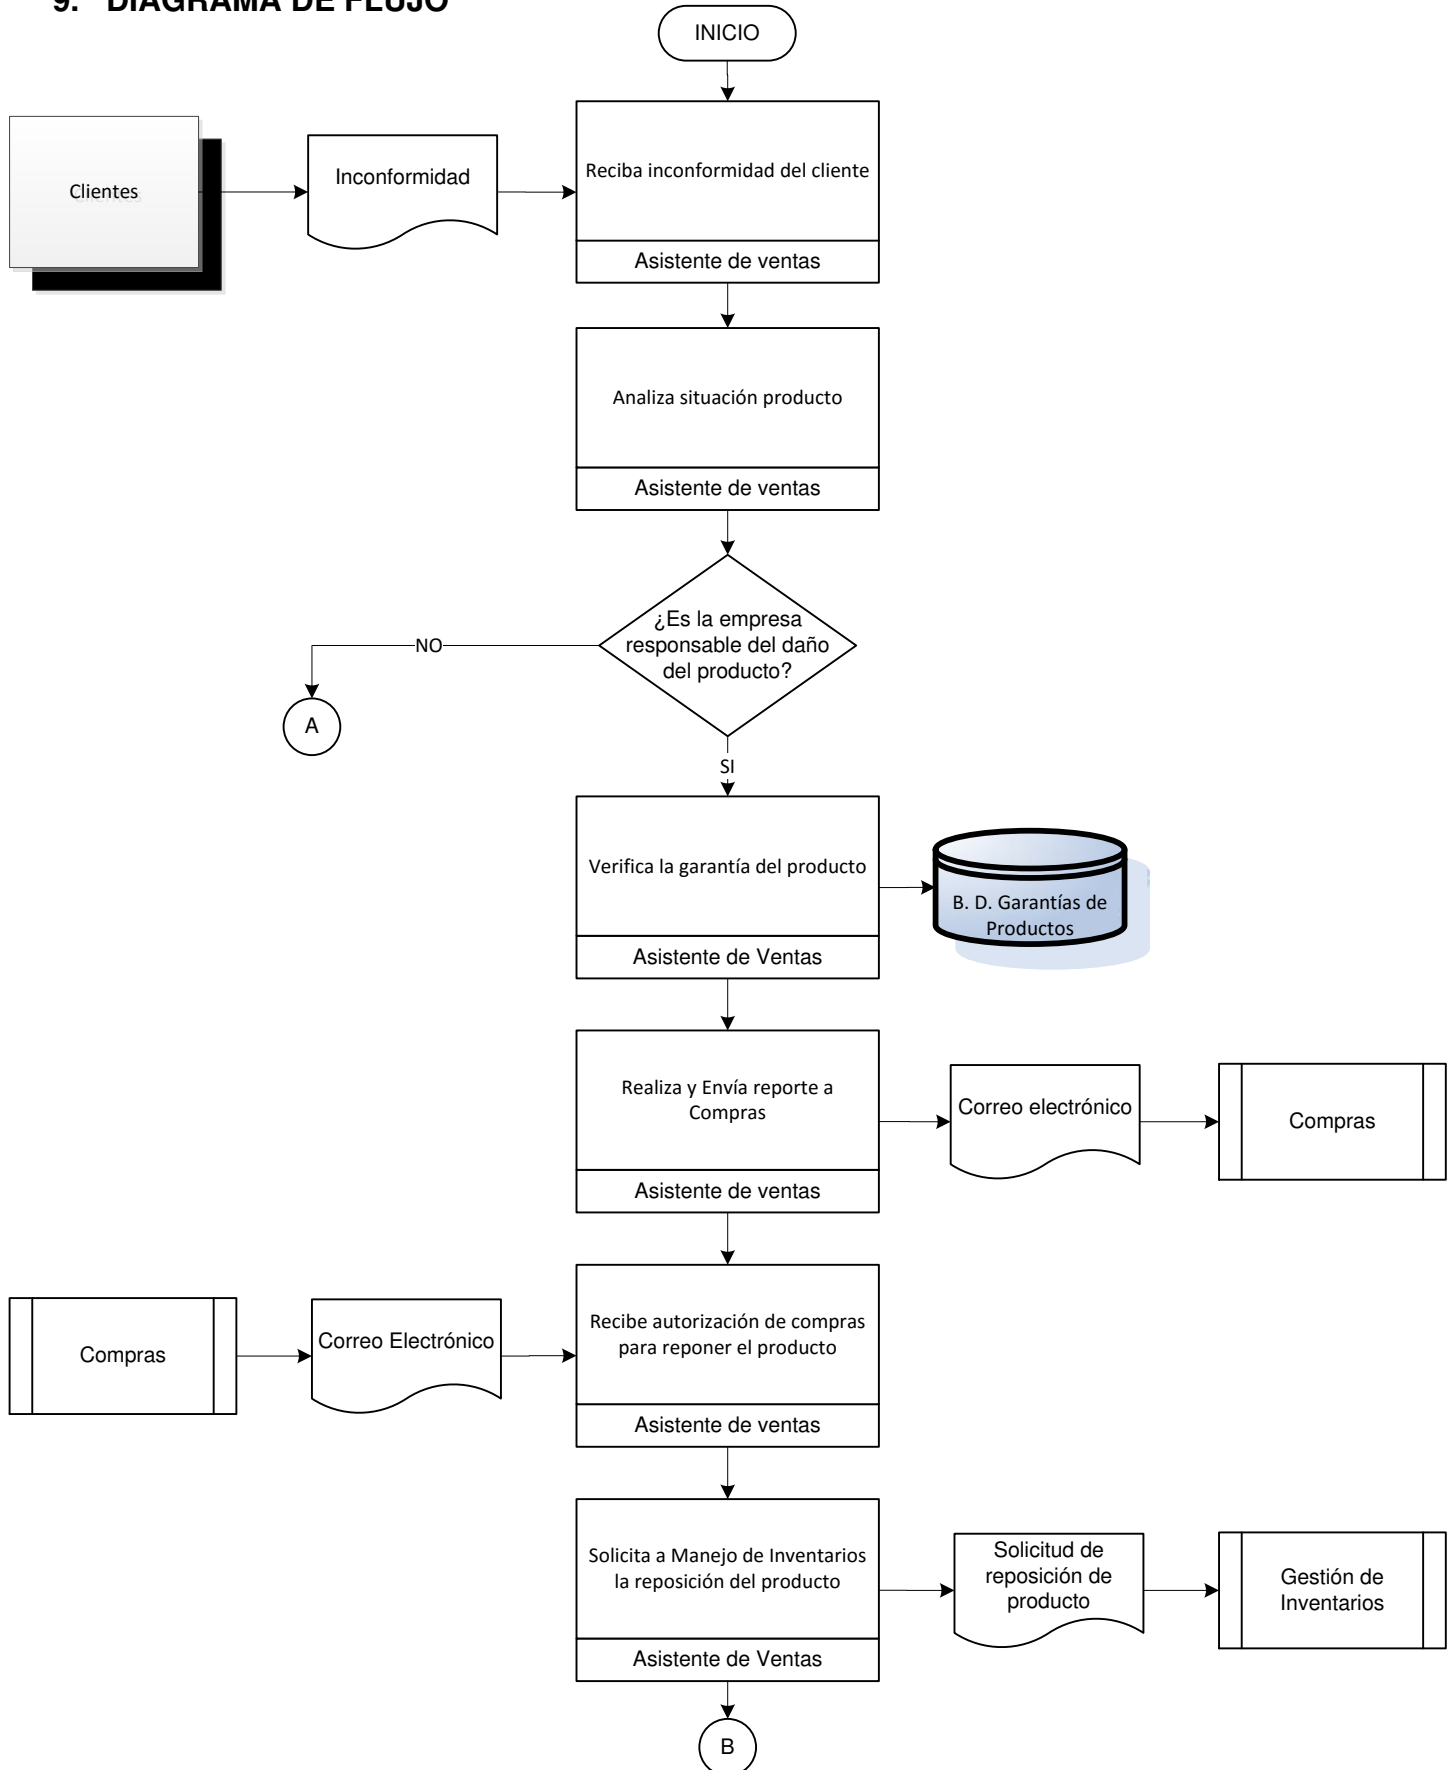 9. DIAGRAMA DE FLUJO
INICIO
Clientes
Inconformidad
Reciba inconformidad del cliente
Asistente de ventas
Analiza situación producto
Asistente de ventas
¿Es la empresa
responsable del daño
del producto?
NO
A
SI
Verifica la garantía del producto
Asistente de Ventas
B. D. Garantías de
Productos
Realiza y Envía reporte a
Compras
Asistente de ventas
Correo electrónico
Compras
Compras
Correo Electrónico
Recibe autorización de compras
para reponer el producto
Asistente de ventas
Solicita a Manejo de Inventarios
la reposición del producto
Asistente de Ventas
Solicitud de
reposición de
producto
Gestión de
Inventarios
B